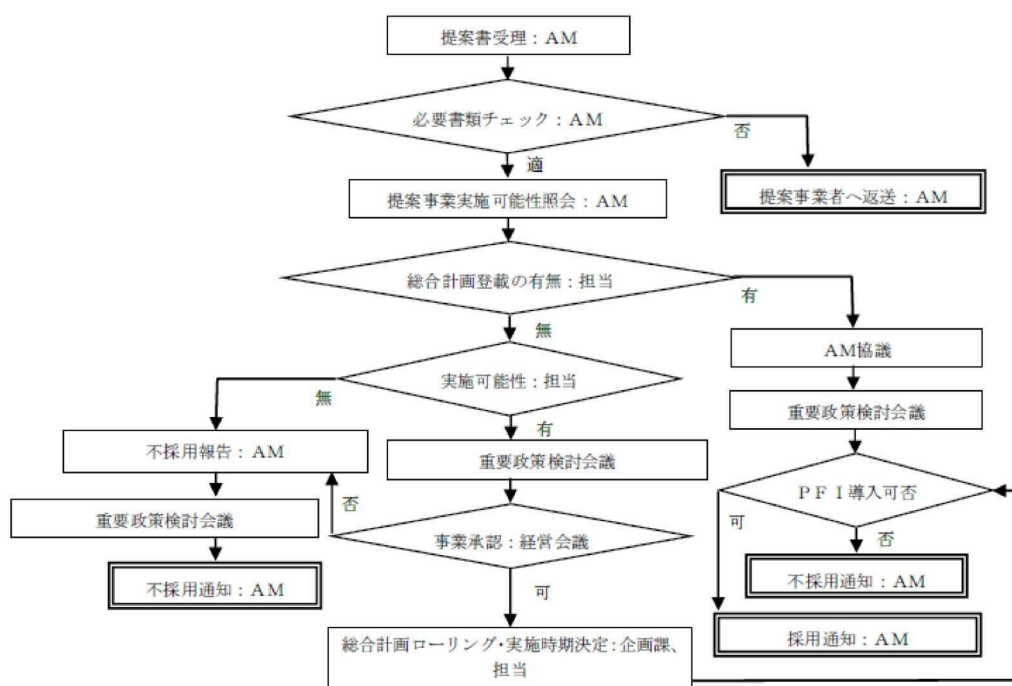 提案書受理：ＡＭ
必要書類チェック：ＡＭ
否
適
提案事業者へ返送：ＡＭ
提案事業実施可能性照会：ＡＭ
総合計画登載の有無：担当
有
無
ＡＭ協議
実施可能性：担当
無
有
重要政策検討会議
不採用報告：ＡＭ
重要政策検討会議
ＰＦＩ導入可否
否
可
重要政策検討会議
事業承認：経営会議
否
不採用通知：ＡＭ
不採用通知：ＡＭ
可
採用通知：ＡＭ
総合計画ローリング・実施時期決定：企画課、
担当